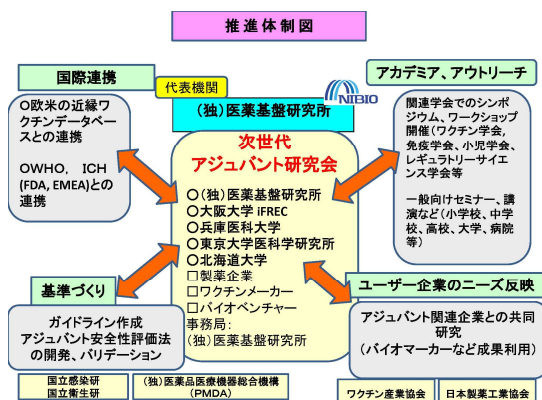 推進体制図
国際連携
代表機関
NIBIO
アカデミア、アウトリーチ
(独)医薬基盤研究所
○欧米の近縁ワ
クチンデータベー
スとの連携
OWHO, ICH
(FDA, EMEA)との
連携
次世代
アジュバント研究会
○(独)医薬基盤研究所
○大阪大学 iFREC
○兵庫医科大学
○東京大学医科学研究所
○北海道大学
□製薬企業
□ワクチンメーカー
□バイオベンチャー
事務局:
(独)医薬基盤研究所
関連学会でのシンポ
ジウム、ワークショップ
開催(ワクチン学会、
免疫学会、小児学会、
レギュラトリーサイエ
ンス学会等
一般向けセミナー、講
演など(小学校、中学
校、高校、大学、病院
等)
基準づくり
ガイドライン作成
アジュバント安全性評価法
の開発、バリデーション
ユーザー企業のニーズ反映
アジュバント関連企業との共同
研究
(バイオマーカーなど成果利用)
国立感染研
国立衛生研
(独)医薬品医療機器総合機構
(PMDA)
ワクチン産業協会
日本製薬工業協会